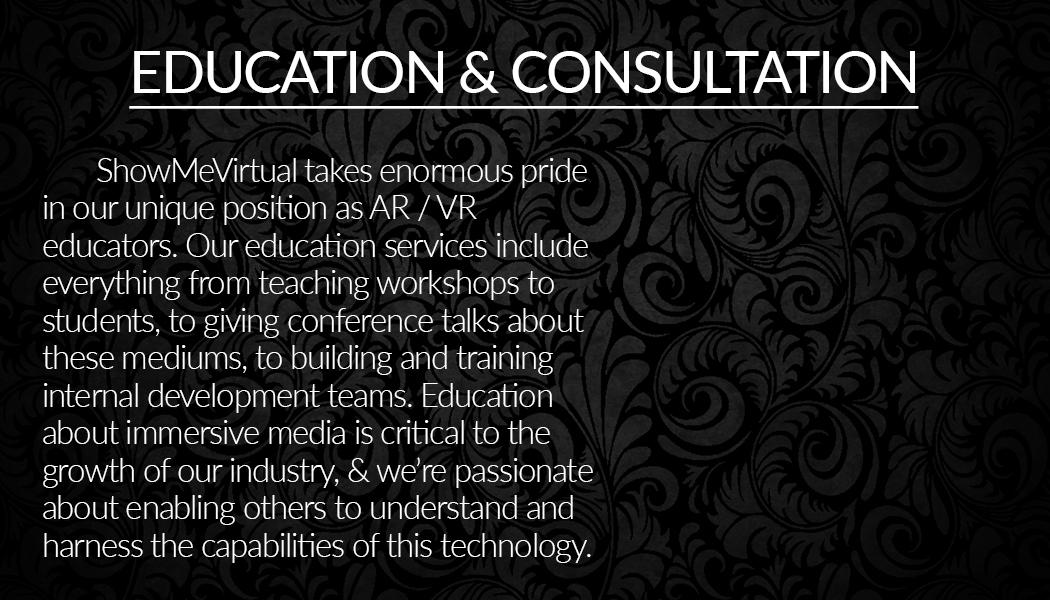 EDUCATION & CONSULTATION
ShowMeVirtual takes enormous pride
in our unique position as AR / VR
educators. Our education services include
everything from teaching workshops to
students, to giving conference talks about
these mediums, to building and training
internal development teams. Education
about immersive media is critical to the
growth of our industry, & we're passionate
about enabling others to understand and
harness the capabilities of this technology.